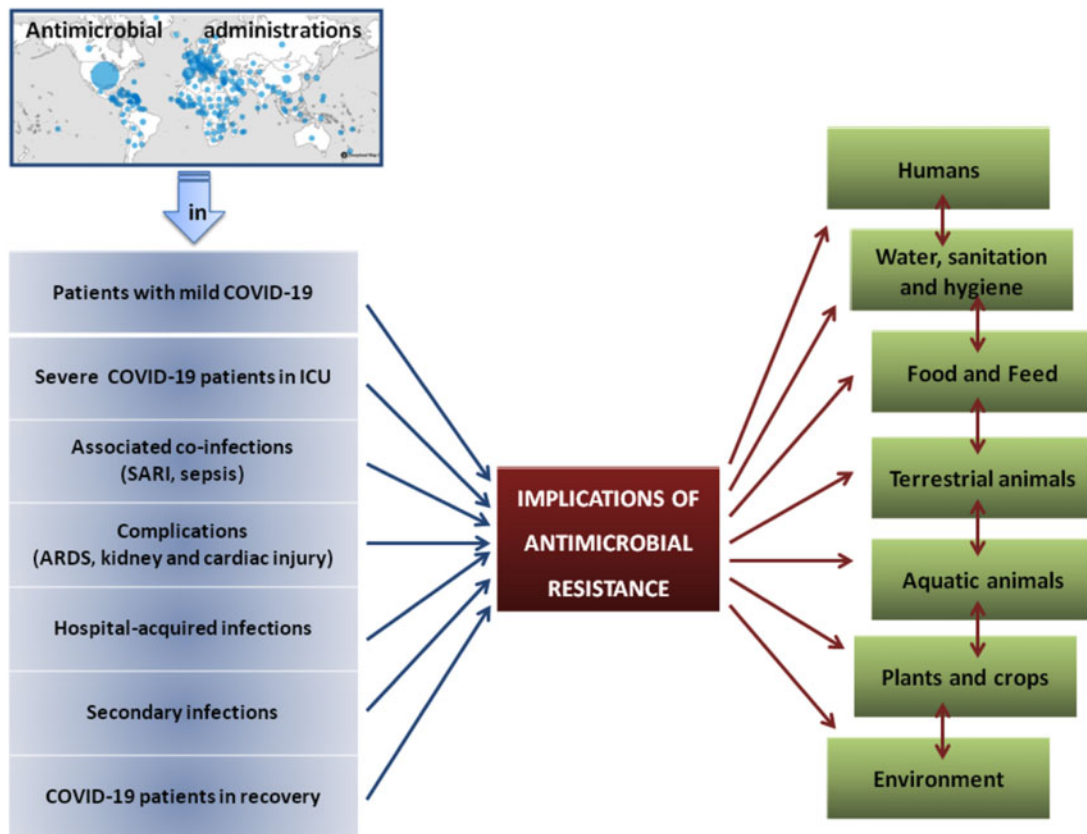 Antimicrobial administrations
in
Patients with mild COVID-19
Severe COVID-19 patients in ICU
Associated co-infections
(SARI, sepsis)
Complications
(ARDS, kidney and cardiac injury)
Hospital-acquired infections
Secondary infections
COVID-19 patients in recovery
IMPLICATIONS OF
ANTIMICROBIAL
RESISTANCE
Humans
Water, sanitation
and hygiene
Food and Feed
Terrestrial animals
Aquatic animals
Plants and crops
Environment